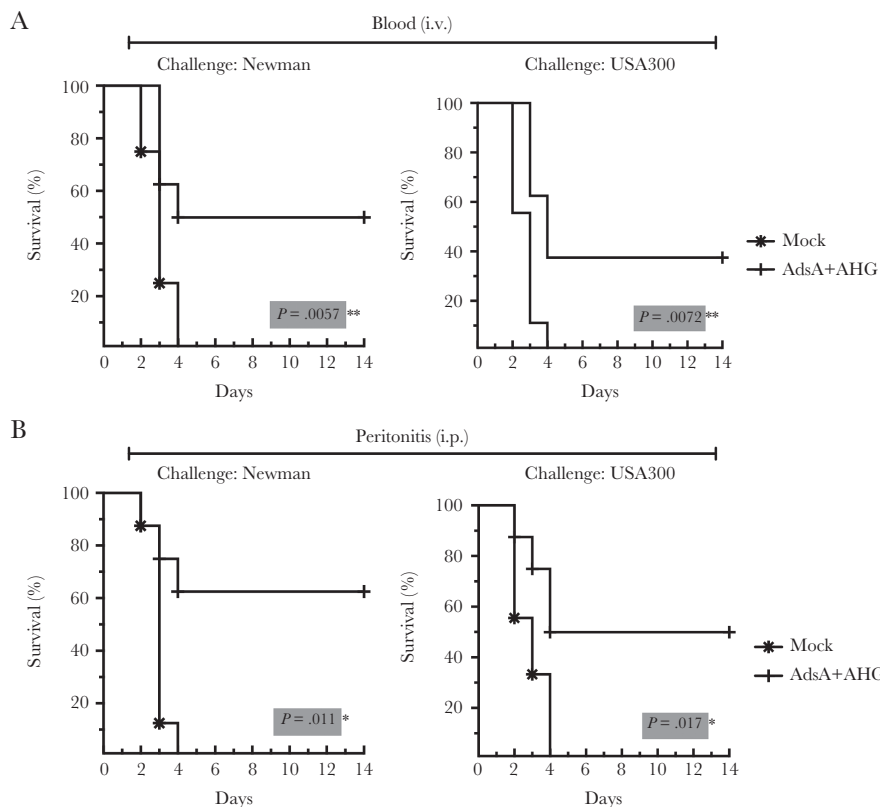 A
Blood (i.v.)
Challenge: Newman
Challenge: USA300
Survival (%)
100
80
60
40
20
P = .0057 **
0 2 4 6 8 10 12 14
Days
Survival (%)
100
80
60
40
20
P = .0072 **
0 2 4 6 8 10 12 14
Days
Mock
AdsA+AHG
B
Peritonitis (i.p.)
Challenge: Newman
Challenge: USA300
Survival (%)
100
80
60
40
20
P = .011 *
0 2 4 6 8 10 12 14
Days
Survival (%)
100
80
60
40
20
P = .017 *
0 2 4 6 8 10 12 14
Days
Mock
AdsA+AHG